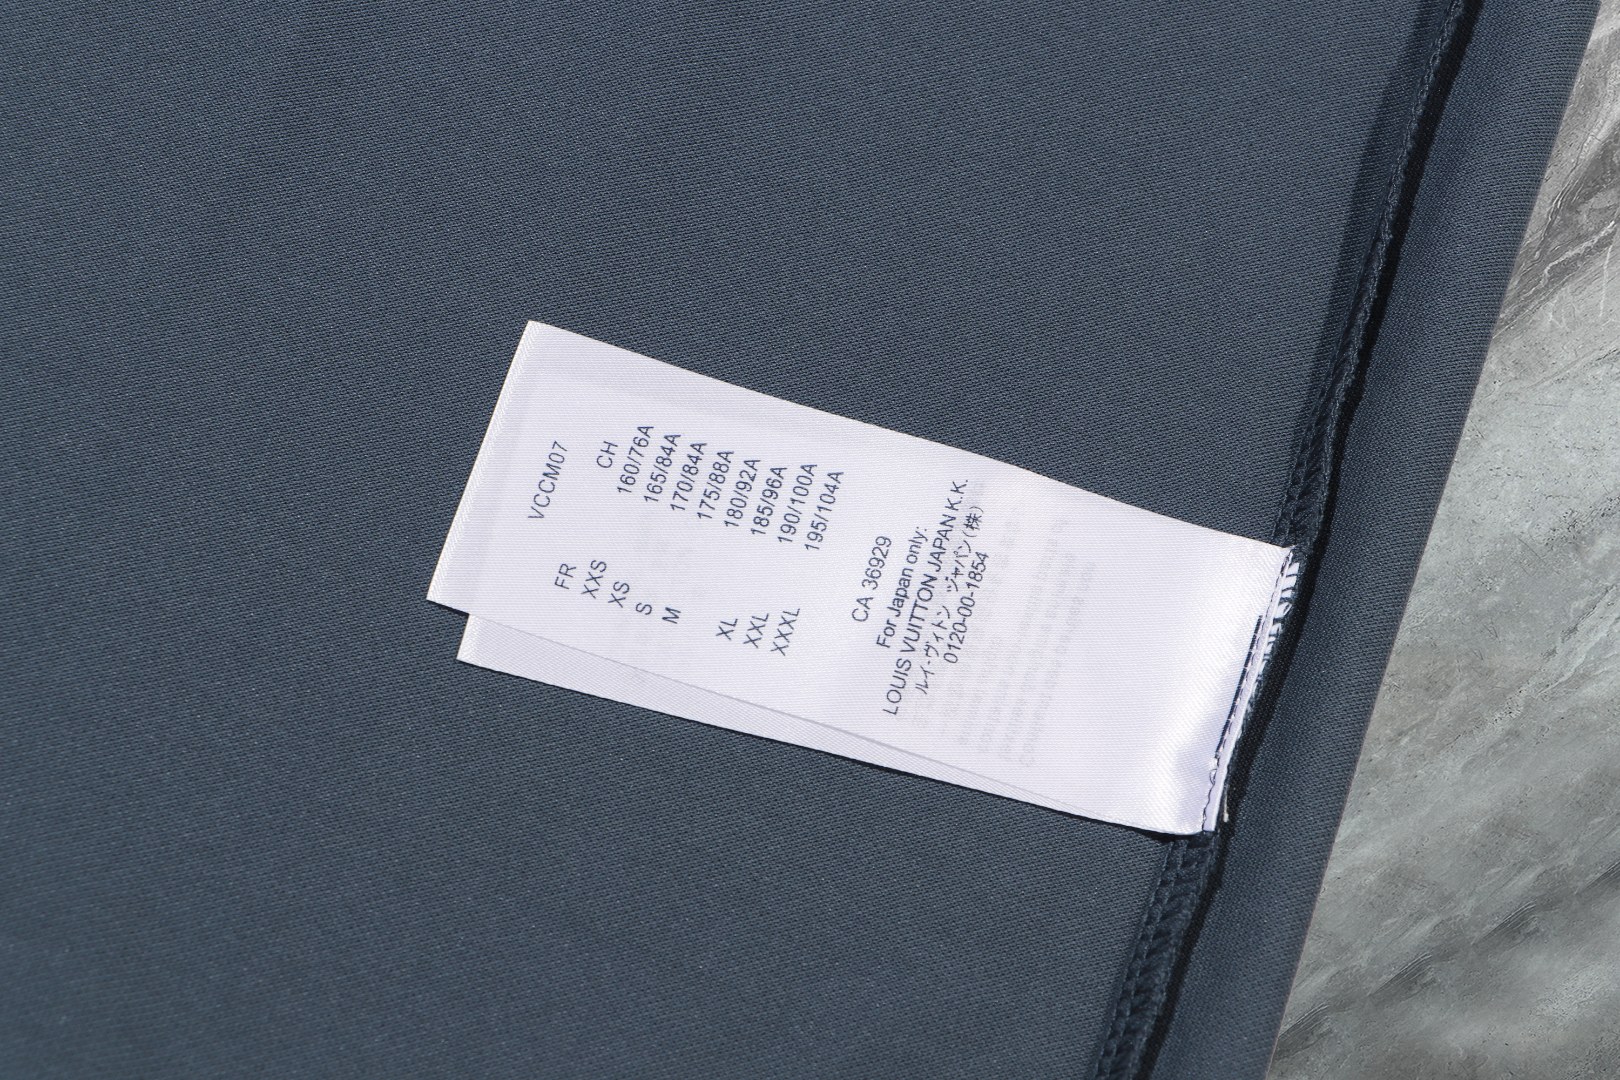 VCCM07
FR CH
XXS 160/76A
XS 165/84A
S 170/84A
M 175/88A
180/92A
XL 185/96A
XXL 190/100A
XXXL 195/104A
CA 36929
For Japan only:
LOUIS VUITTON JAPAN K.K.
ルイ・ヴィトン ジャパン(株)
0120-00-1854